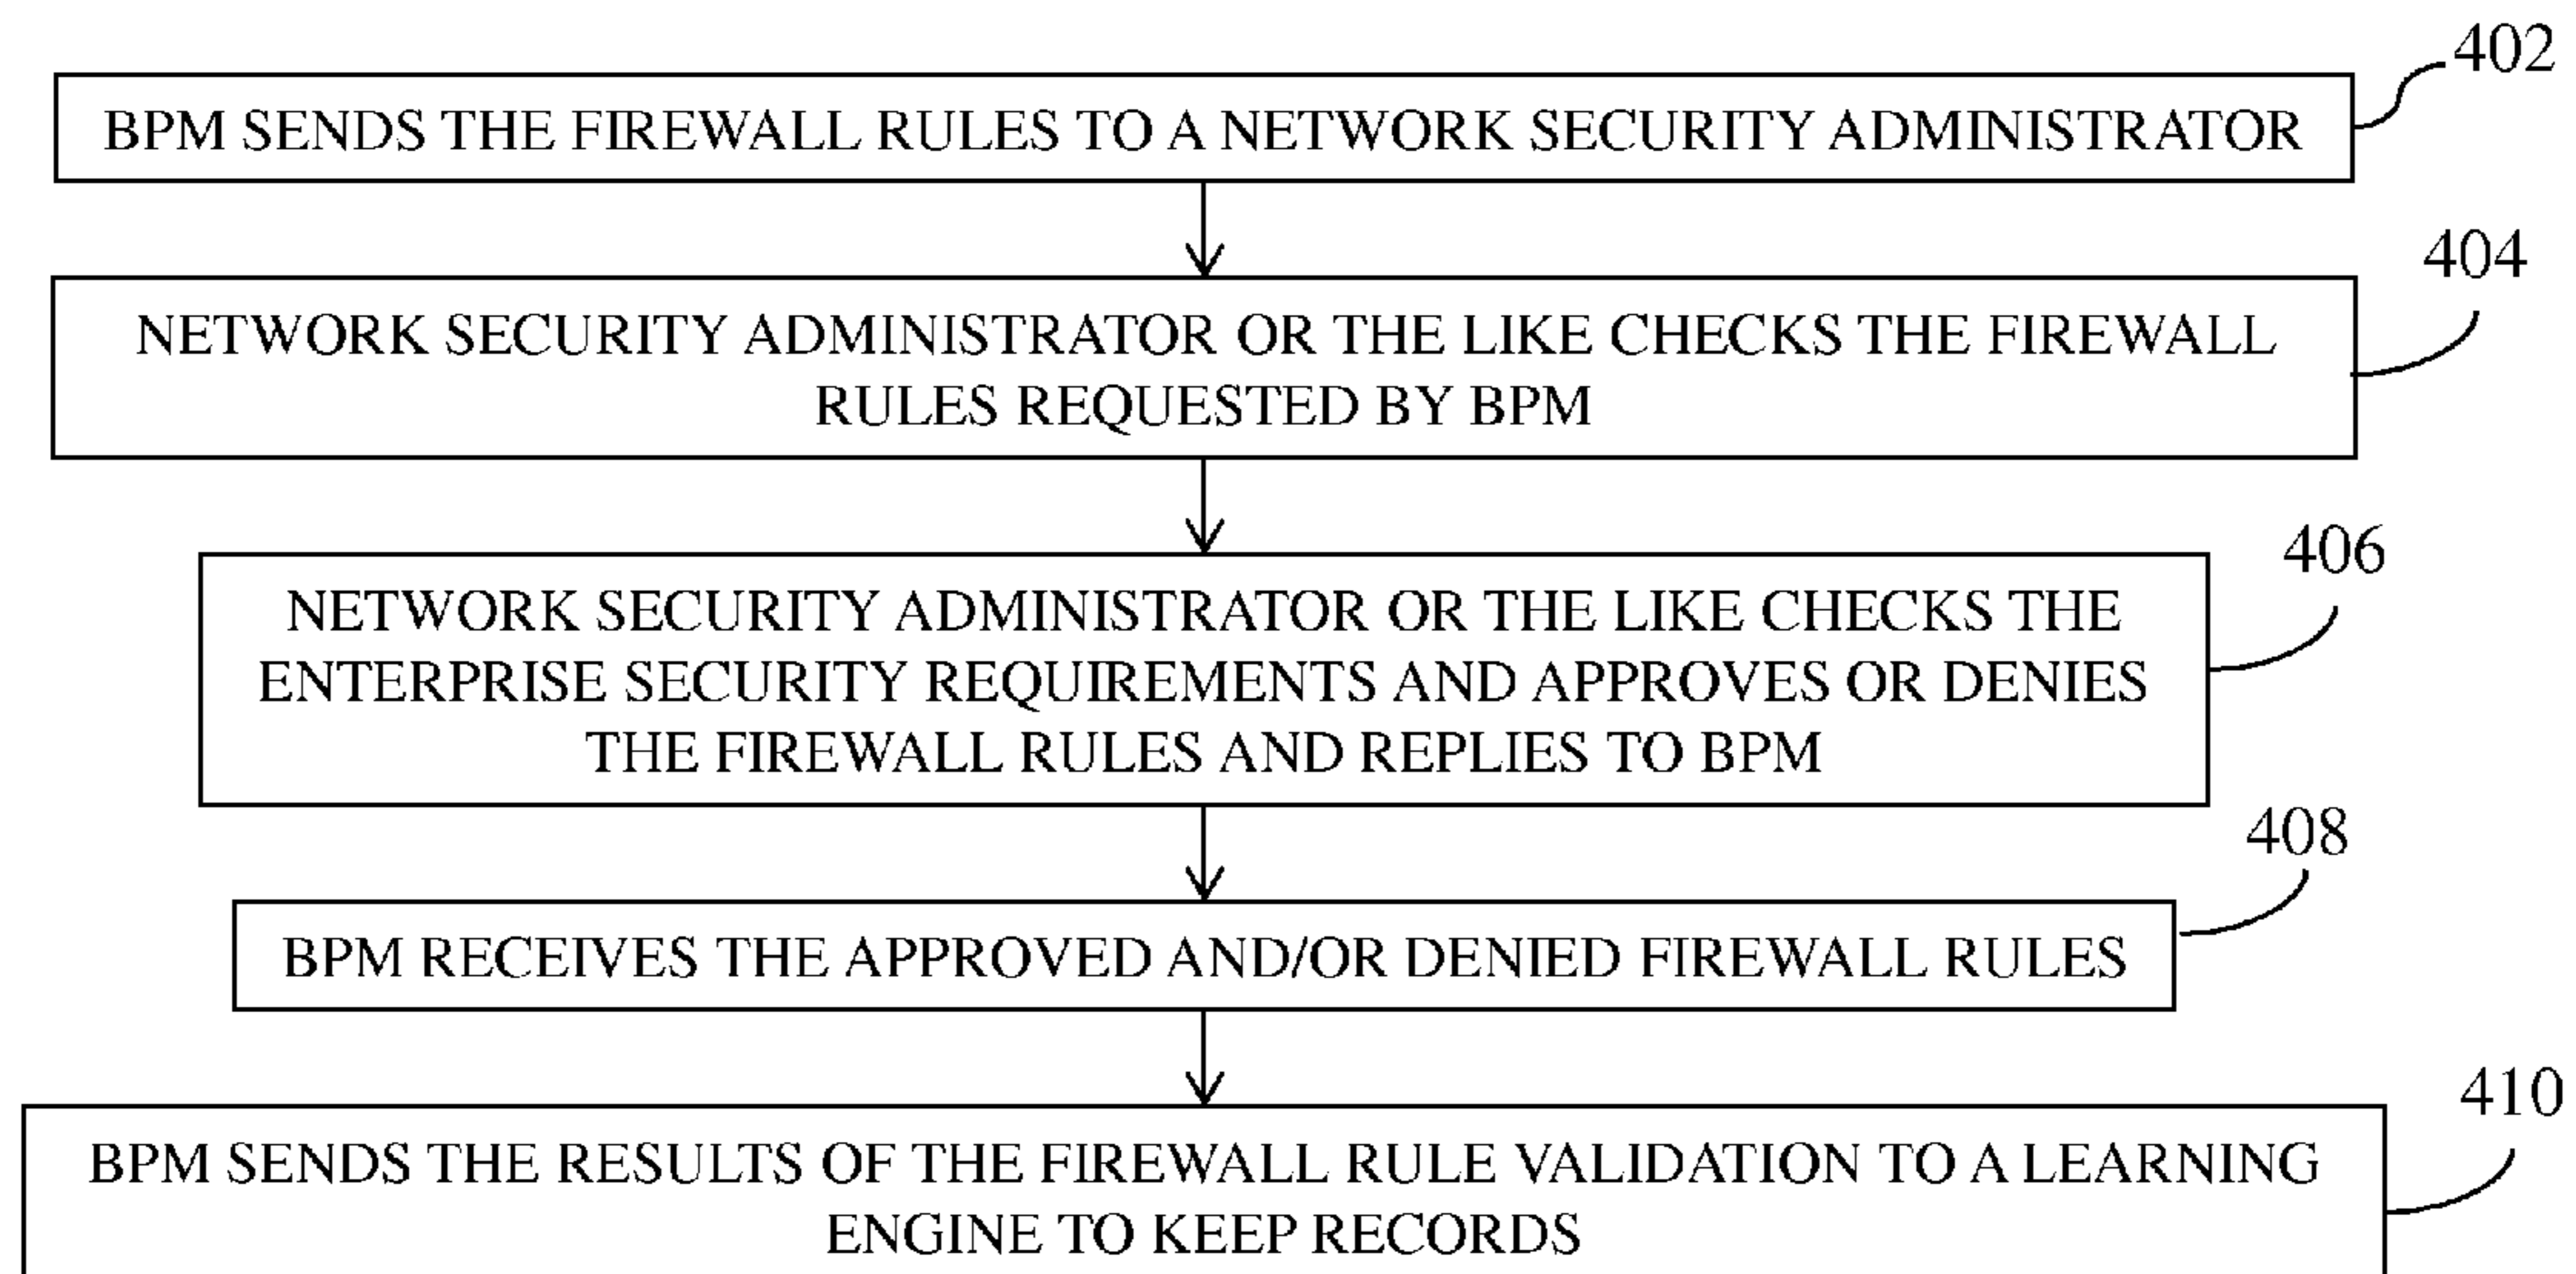 402
BPM SENDS THE FIREWALL RULES TO A NETWORK SECURITY ADMINISTRATOR
404
NETWORK SECURITY ADMINISTRATOR OR THE LIKE CHECKS THE FIREWALL
RULES REQUESTED BY BPM
406
NETWORK SECURITY ADMINISTRATOR OR THE LIKE CHECKS THE
ENTERPRISE SECURITY REQUIREMENTS AND APPROVES OR DENIES
THE FIREWALL RULES AND REPLIES TO BPM
408
BPM RECEIVES THE APPROVED AND/OR DENIED FIREWALL RULES
410
BPM SENDS THE RESULTS OF THE FIREWALL RULE VALIDATION TO A LEARNING
ENGINE TO KEEP RECORDS